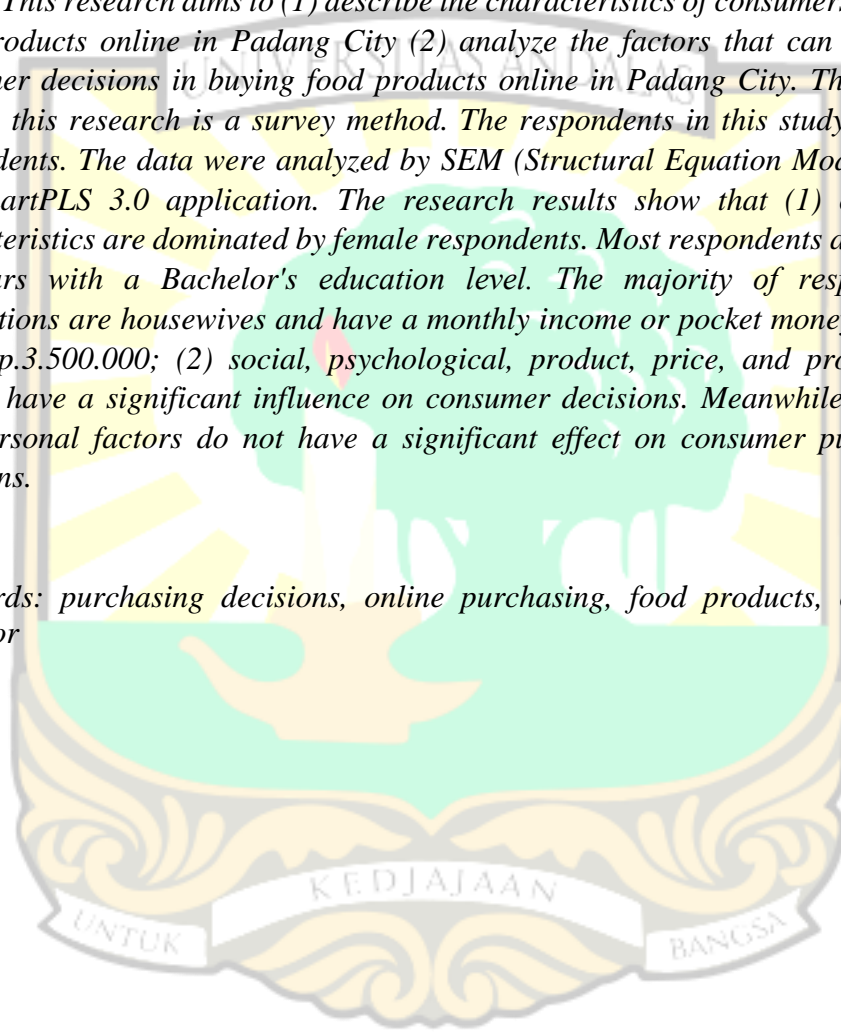 This research aims to (1) describe the characteristics of consumers
roducts online in Padang City (2) analyze the factors that can
ner decisions in buying food products online in Padang City. Th
this research is a survey method. The respondents in this study
dents. The data were analyzed by SEM (Structural Equation Mod
artPLS 3.0 application. The research results show that (1)
teristics are dominated by female respondents. Most respondents a
rs with a Bachelor's education level. The majority of resp
tions are housewives and have a monthly income or pocket money
p.3.500.000; (2) social, psychological, product, price, and pro
have a significant influence on consumer decisions. Meanwhile
ersonal factors do not have a significant effect on consumer pu
ns.
rds: purchasing decisions, online purchasing, food products,
or
UNIVERSITAS ANDALAS
UNTUK KEDJAJAAN BANGSA